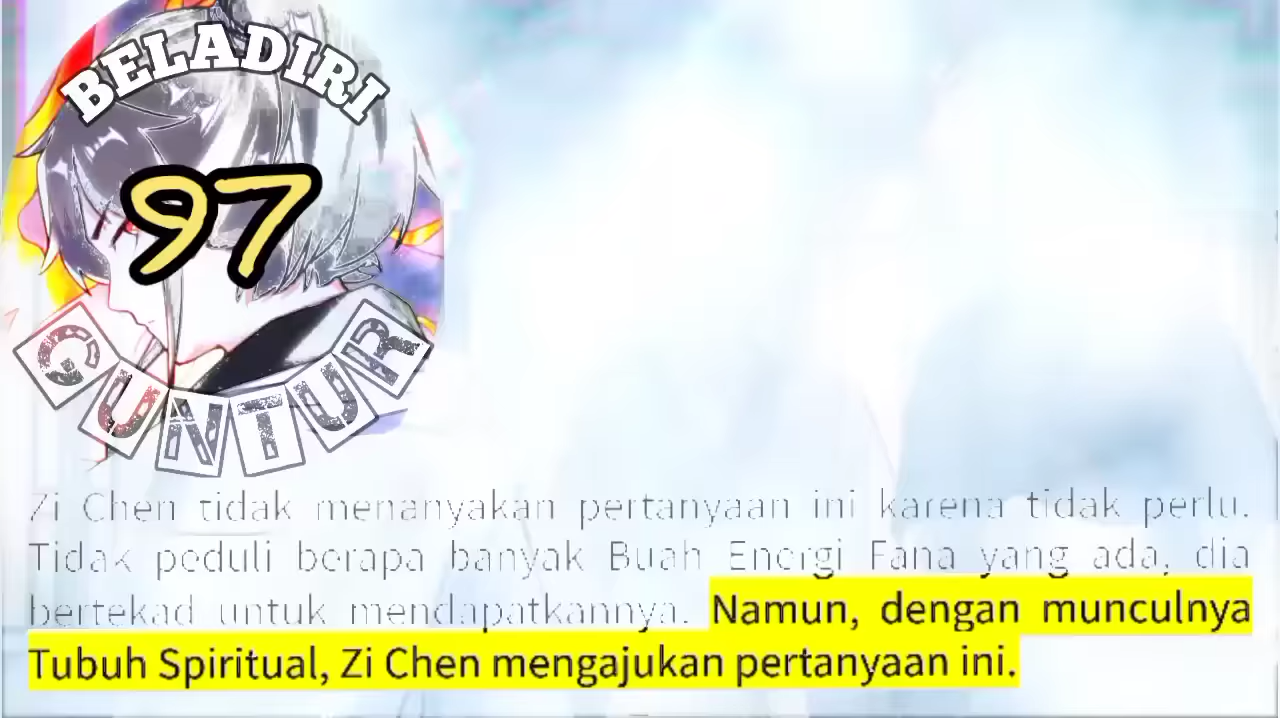 BELADIRI
97
GUNTUR
Zi Chen tidak menanyakan pertanyaan ini karena tidak perlu.
Tidak peduli berapa banyak Buah Energi Fana yang ada, dia
bertekad untuk mendapatkannya. Namun, dengan munculnya
Tubuh Spiritual, Zi Chen mengajukan pertanyaan ini.